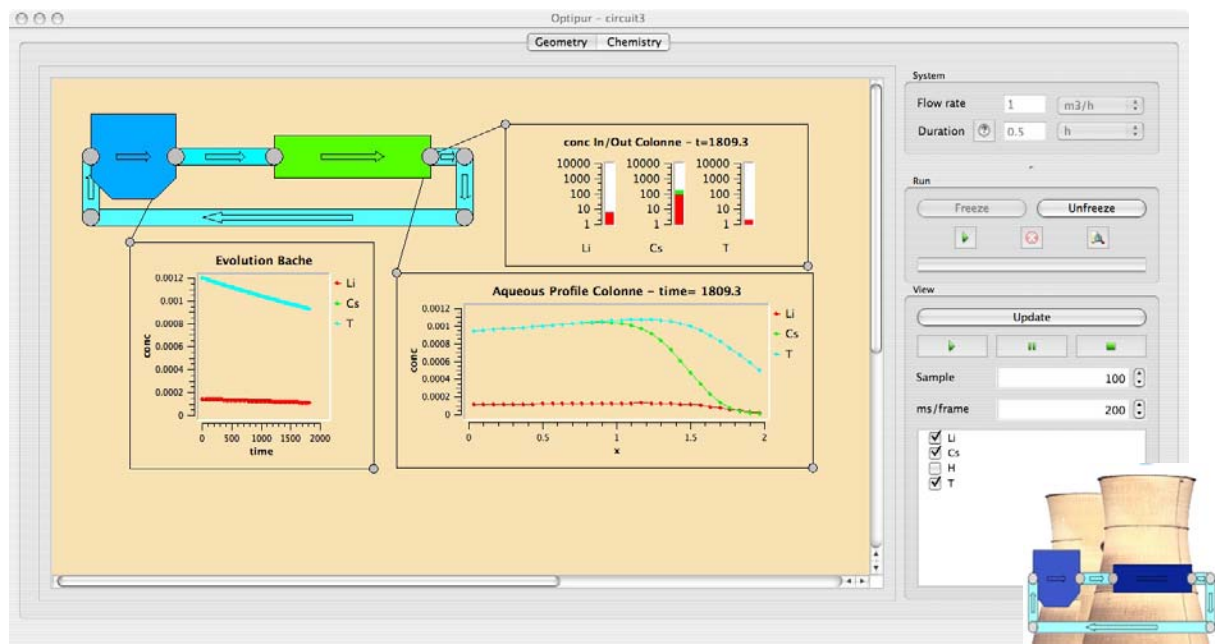 Optipur – circuit3
Geometry Chemistry
System
Flow rate 1 m3/h
Duration 0.5 h
Run
Freeze Unfreeze
View
Update
Sample 100
ms/frame 200
Li
Cs
H
T
conc In/Out Colonne – t=1809.3
10000 10000 10000
1000 1000 1000
100 100 100
10 10 10
1 1 1
Li Cs T
Evolution Bache
conc
0.0012
0.001
0.0008
0.0006
0.0004
0.0002
0
0 500 1000 1500 2000
time
Li
Cs
T
Aqueous Profile Colonne – time= 1809.3
conc
0.0012
0.001
0.0008
0.0006
0.0004
0.0002
0
0 0.5 1 1.5 2
x
Li
Cs
T